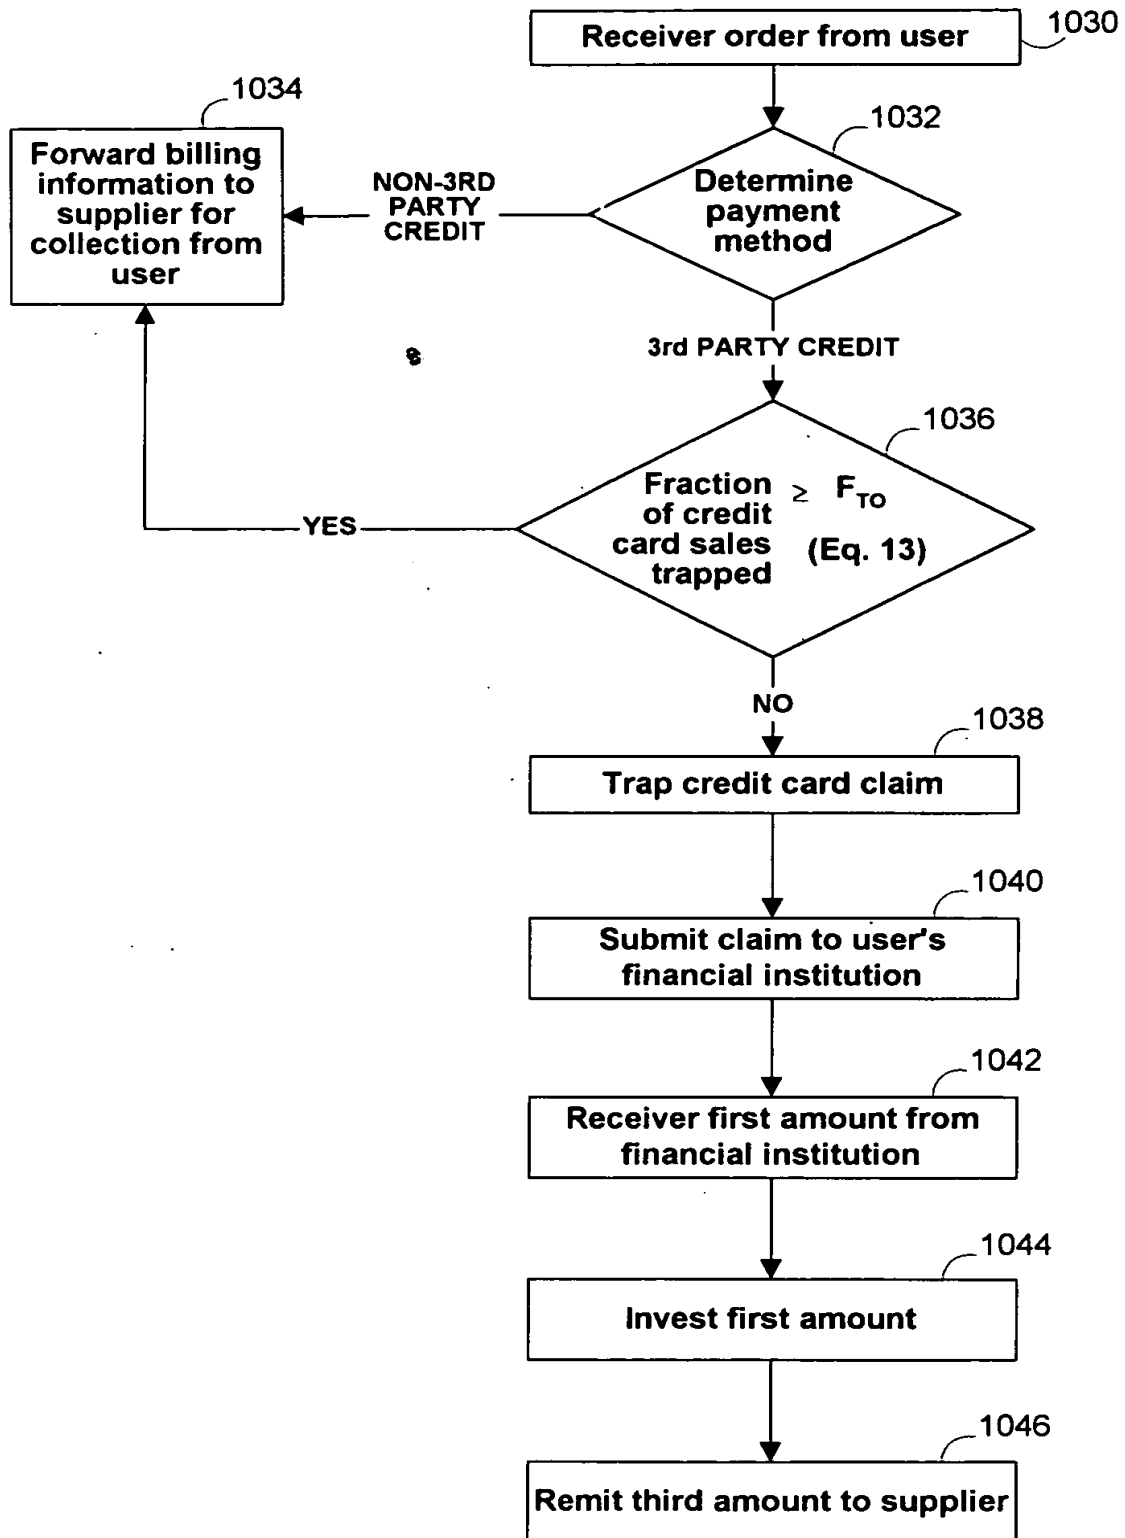 Receiver order from user
1030
1034
1032
Forward billing
information to
supplier for
collection from
user
NON-3RD
PARTY
CREDIT
Determine
payment
method
3rd PARTY CREDIT
1036
Fraction ≥ F_TO
of credit
card sales (Eq. 13)
trapped
YES
NO
1038
Trap credit card claim
1040
Submit claim to user's
financial institution
1042
Receiver first amount from
financial institution
1044
Invest first amount
1046
Remit third amount to supplier